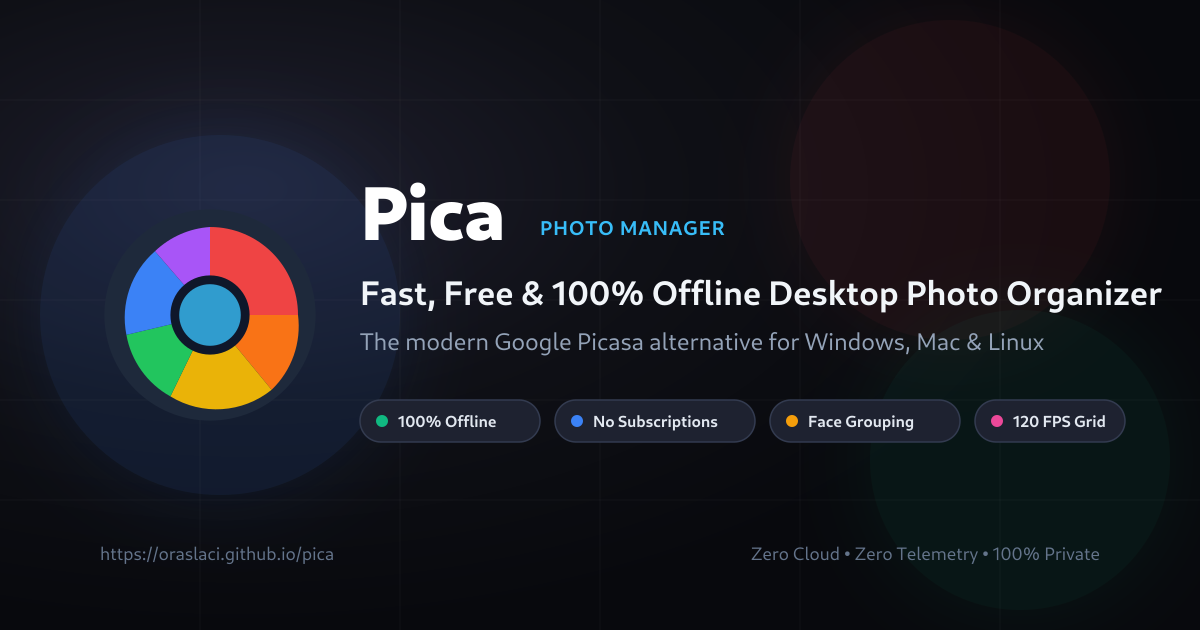 Pica PHOTO MANAGER
Fast, Free & 100% Offline Desktop Photo Organizer
The modern Google Picasa alternative for Windows, Mac & Linux
100% Offline
No Subscriptions
Face Grouping
120 FPS Grid
https://oraslaci.github.io/pica
Zero Cloud • Zero Telemetry • 100% Private